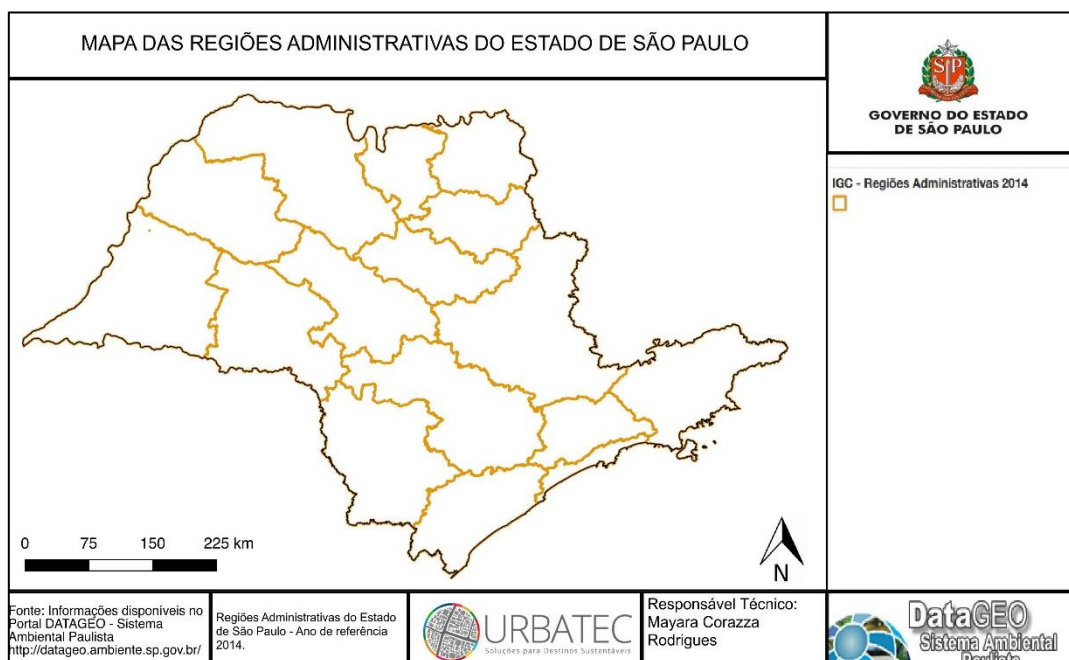 MAPA DAS REGIÕES ADMINISTRATIVAS DO ESTADO DE SÃO PAULO
SP
GOVERNO DO ESTADO
DE SÃO PAULO
IGC - Regiões Administrativas 2014
0 75 150 225 km
N
Fonte: Informações disponíveis no
Portal DATAGEO - Sistema
Ambiental Paulista
http://datageo.ambiente.sp.gov.br/
Regiões Administrativas do Estado
de São Paulo - Ano de referência
2014.
URBATEC
Soluções para Destinos Sustentáveis
Responsável Técnico:
Mayara Corazza
Rodrigues
DataGEO
Sistema Ambiental
Paulista